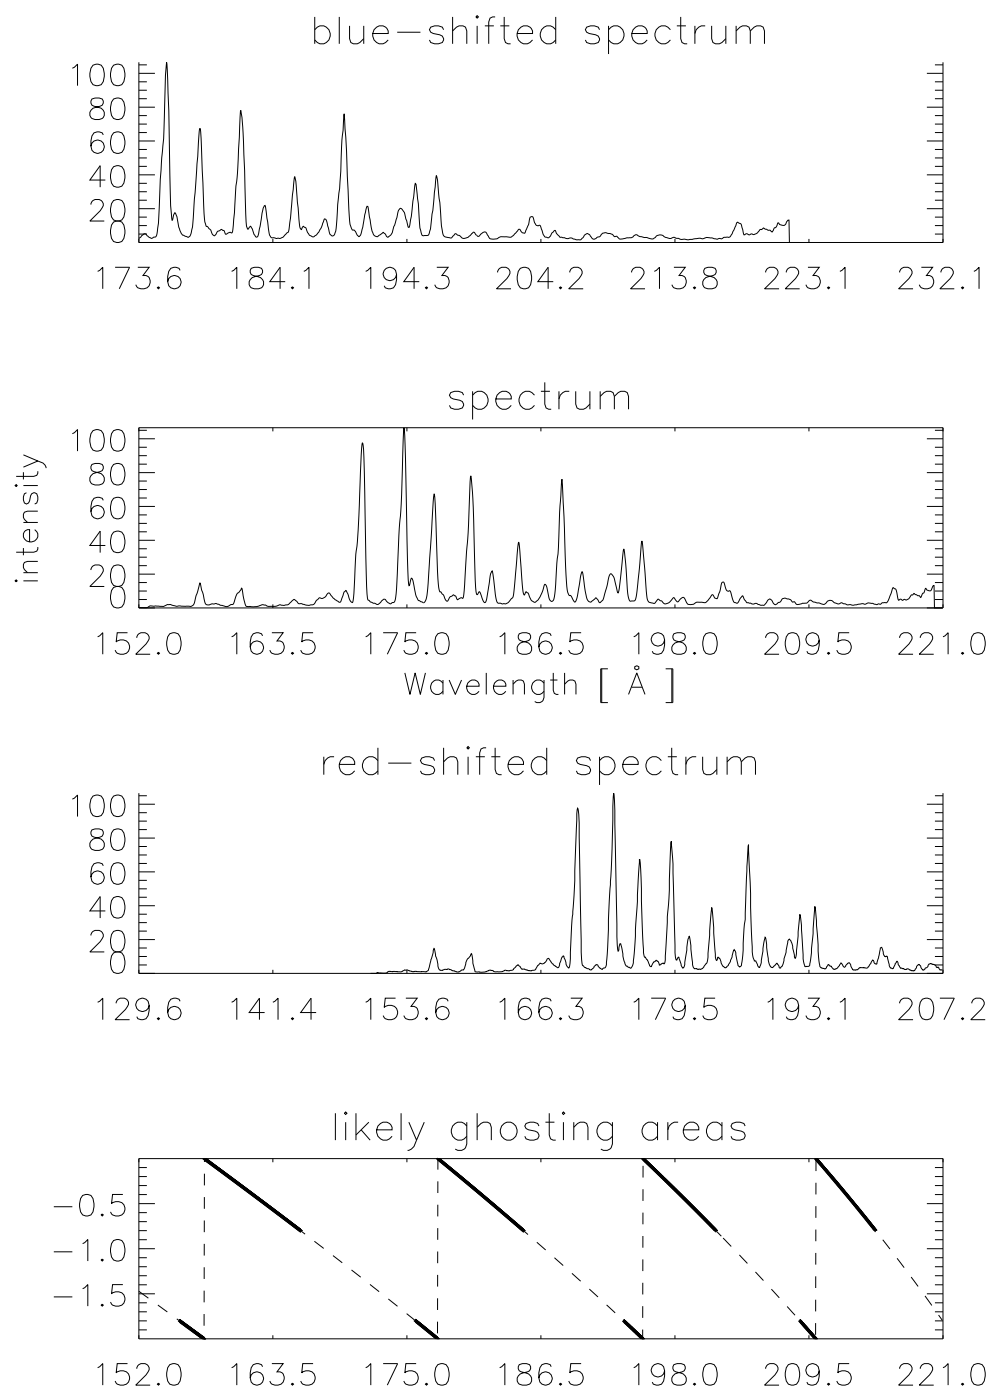 blue-shifted spectrum
100
80
60
40
20
0
173.6 184.1 194.3 204.2 213.8 223.1 232.1
spectrum
intensity
100
80
60
40
20
0
152.0 163.5 175.0 186.5 198.0 209.5 221.0
Wavelength [ Å ]
red-shifted spectrum
100
80
60
40
20
0
129.6 141.4 153.6 166.3 179.5 193.1 207.2
likely ghosting areas
-0.5
-1.0
-1.5
152.0 163.5 175.0 186.5 198.0 209.5 221.0